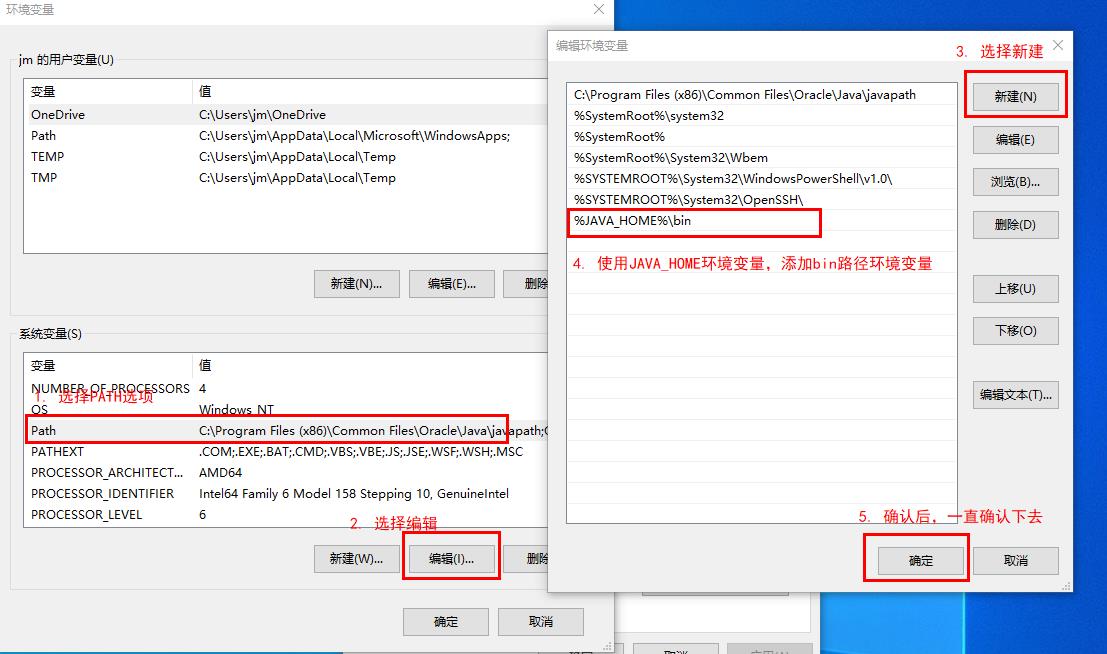 环境变量
jm 的用户变量(U)
变量 值
OneDrive C:\Users\jm\OneDrive
Path C:\Users\jm\AppData\Local\Microsoft\WindowsApps;
TEMP C:\Users\jm\AppData\Local\Temp
TMP C:\Users\jm\AppData\Local\Temp
新建(N)... 编辑(E)... 删除
系统变量(S)
变量 值
NUMBER_OF_PROCESSORS 4
1. 选择PATH选项
OS Windows_NT
Path C:\Program Files (x86)\Common Files\Oracle\Java\javapath;
PATHEXT .COM;.EXE;.BAT;.CMD;.VBS;.VBE;.JS;.JSE;.WSF;.WSH;.MSC
PROCESSOR_ARCHITECT... AMD64
PROCESSOR_IDENTIFIER Intel64 Family 6 Model 158 Stepping 10, GenuineIntel
PROCESSOR_LEVEL 6
2. 选择编辑
新建(W)... 编辑(I)... 删除
确定 取消
编辑环境变量
3. 选择新建
C:\Program Files (x86)\Common Files\Oracle\Java\javapath
%SystemRoot%\system32
%SystemRoot%
%SystemRoot%\System32\Wbem
%SYSTEMROOT%\System32\WindowsPowerShell\v1.0\
%SYSTEMROOT%\System32\OpenSSH\
%JAVA_HOME%\bin
4. 使用JAVA_HOME环境变量，添加bin路径环境变量
新建(N)
编辑(E)
浏览(B)...
删除(D)
上移(U)
下移(O)
编辑文本(T)...
5. 确认后，一直确认下去
确定 取消